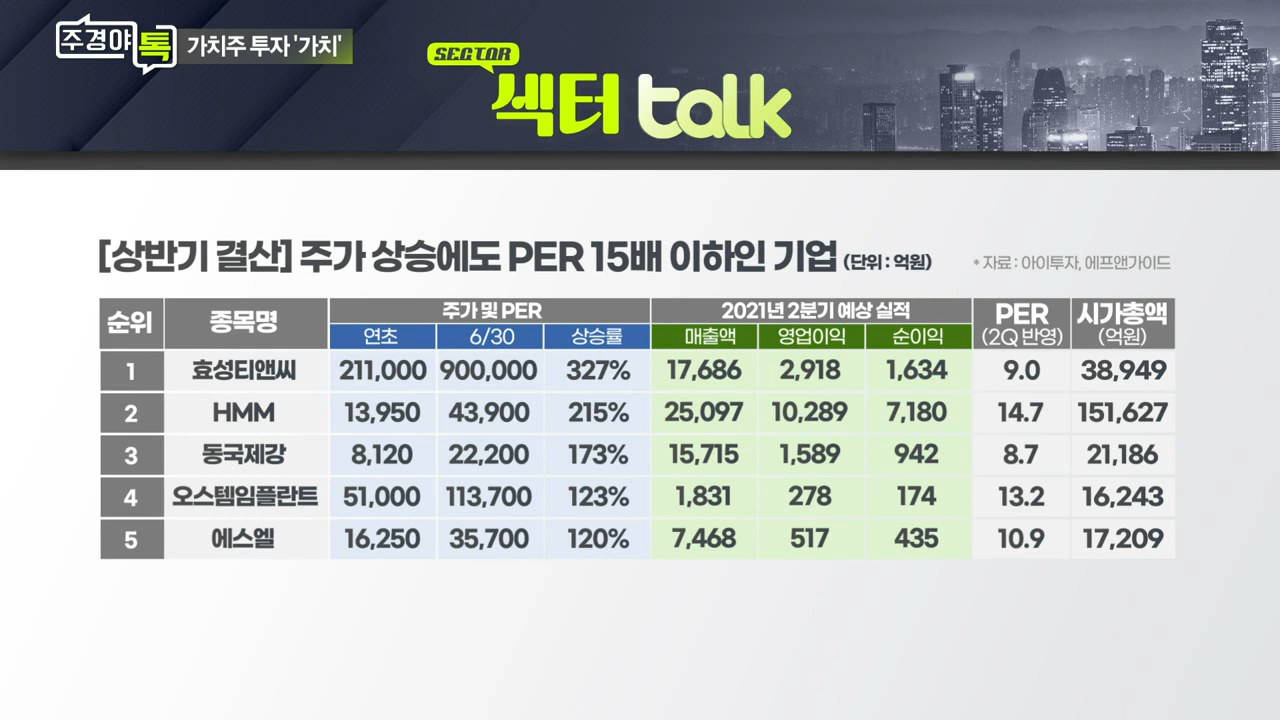 주경야톡 가치주 투자 '가치'
SECTOR
섹터 talk
[상반기 결산] 주가 상승에도 PER 15배 이하인 기업 (단위 : 억원) * 자료 : 아이투자, 에프앤가이드
순위 종목명 주가 및 PER 2021년 2분기 예상 실적 PER (2Q 반영) 시가총액 (억원)
연초 6/30 상승률 매출액 영업이익 순이익
1 효성티앤씨 211,000 900,000 327% 17,686 2,918 1,634 9.0 38,949
2 HMM 13,950 43,900 215% 25,097 10,289 7,180 14.7 151,627
3 동국제강 8,120 22,200 173% 15,715 1,589 942 8.7 21,186
4 오스템임플란트 51,000 113,700 123% 1,831 278 174 13.2 16,243
5 에스엘 16,250 35,700 120% 7,468 517 435 10.9 17,209